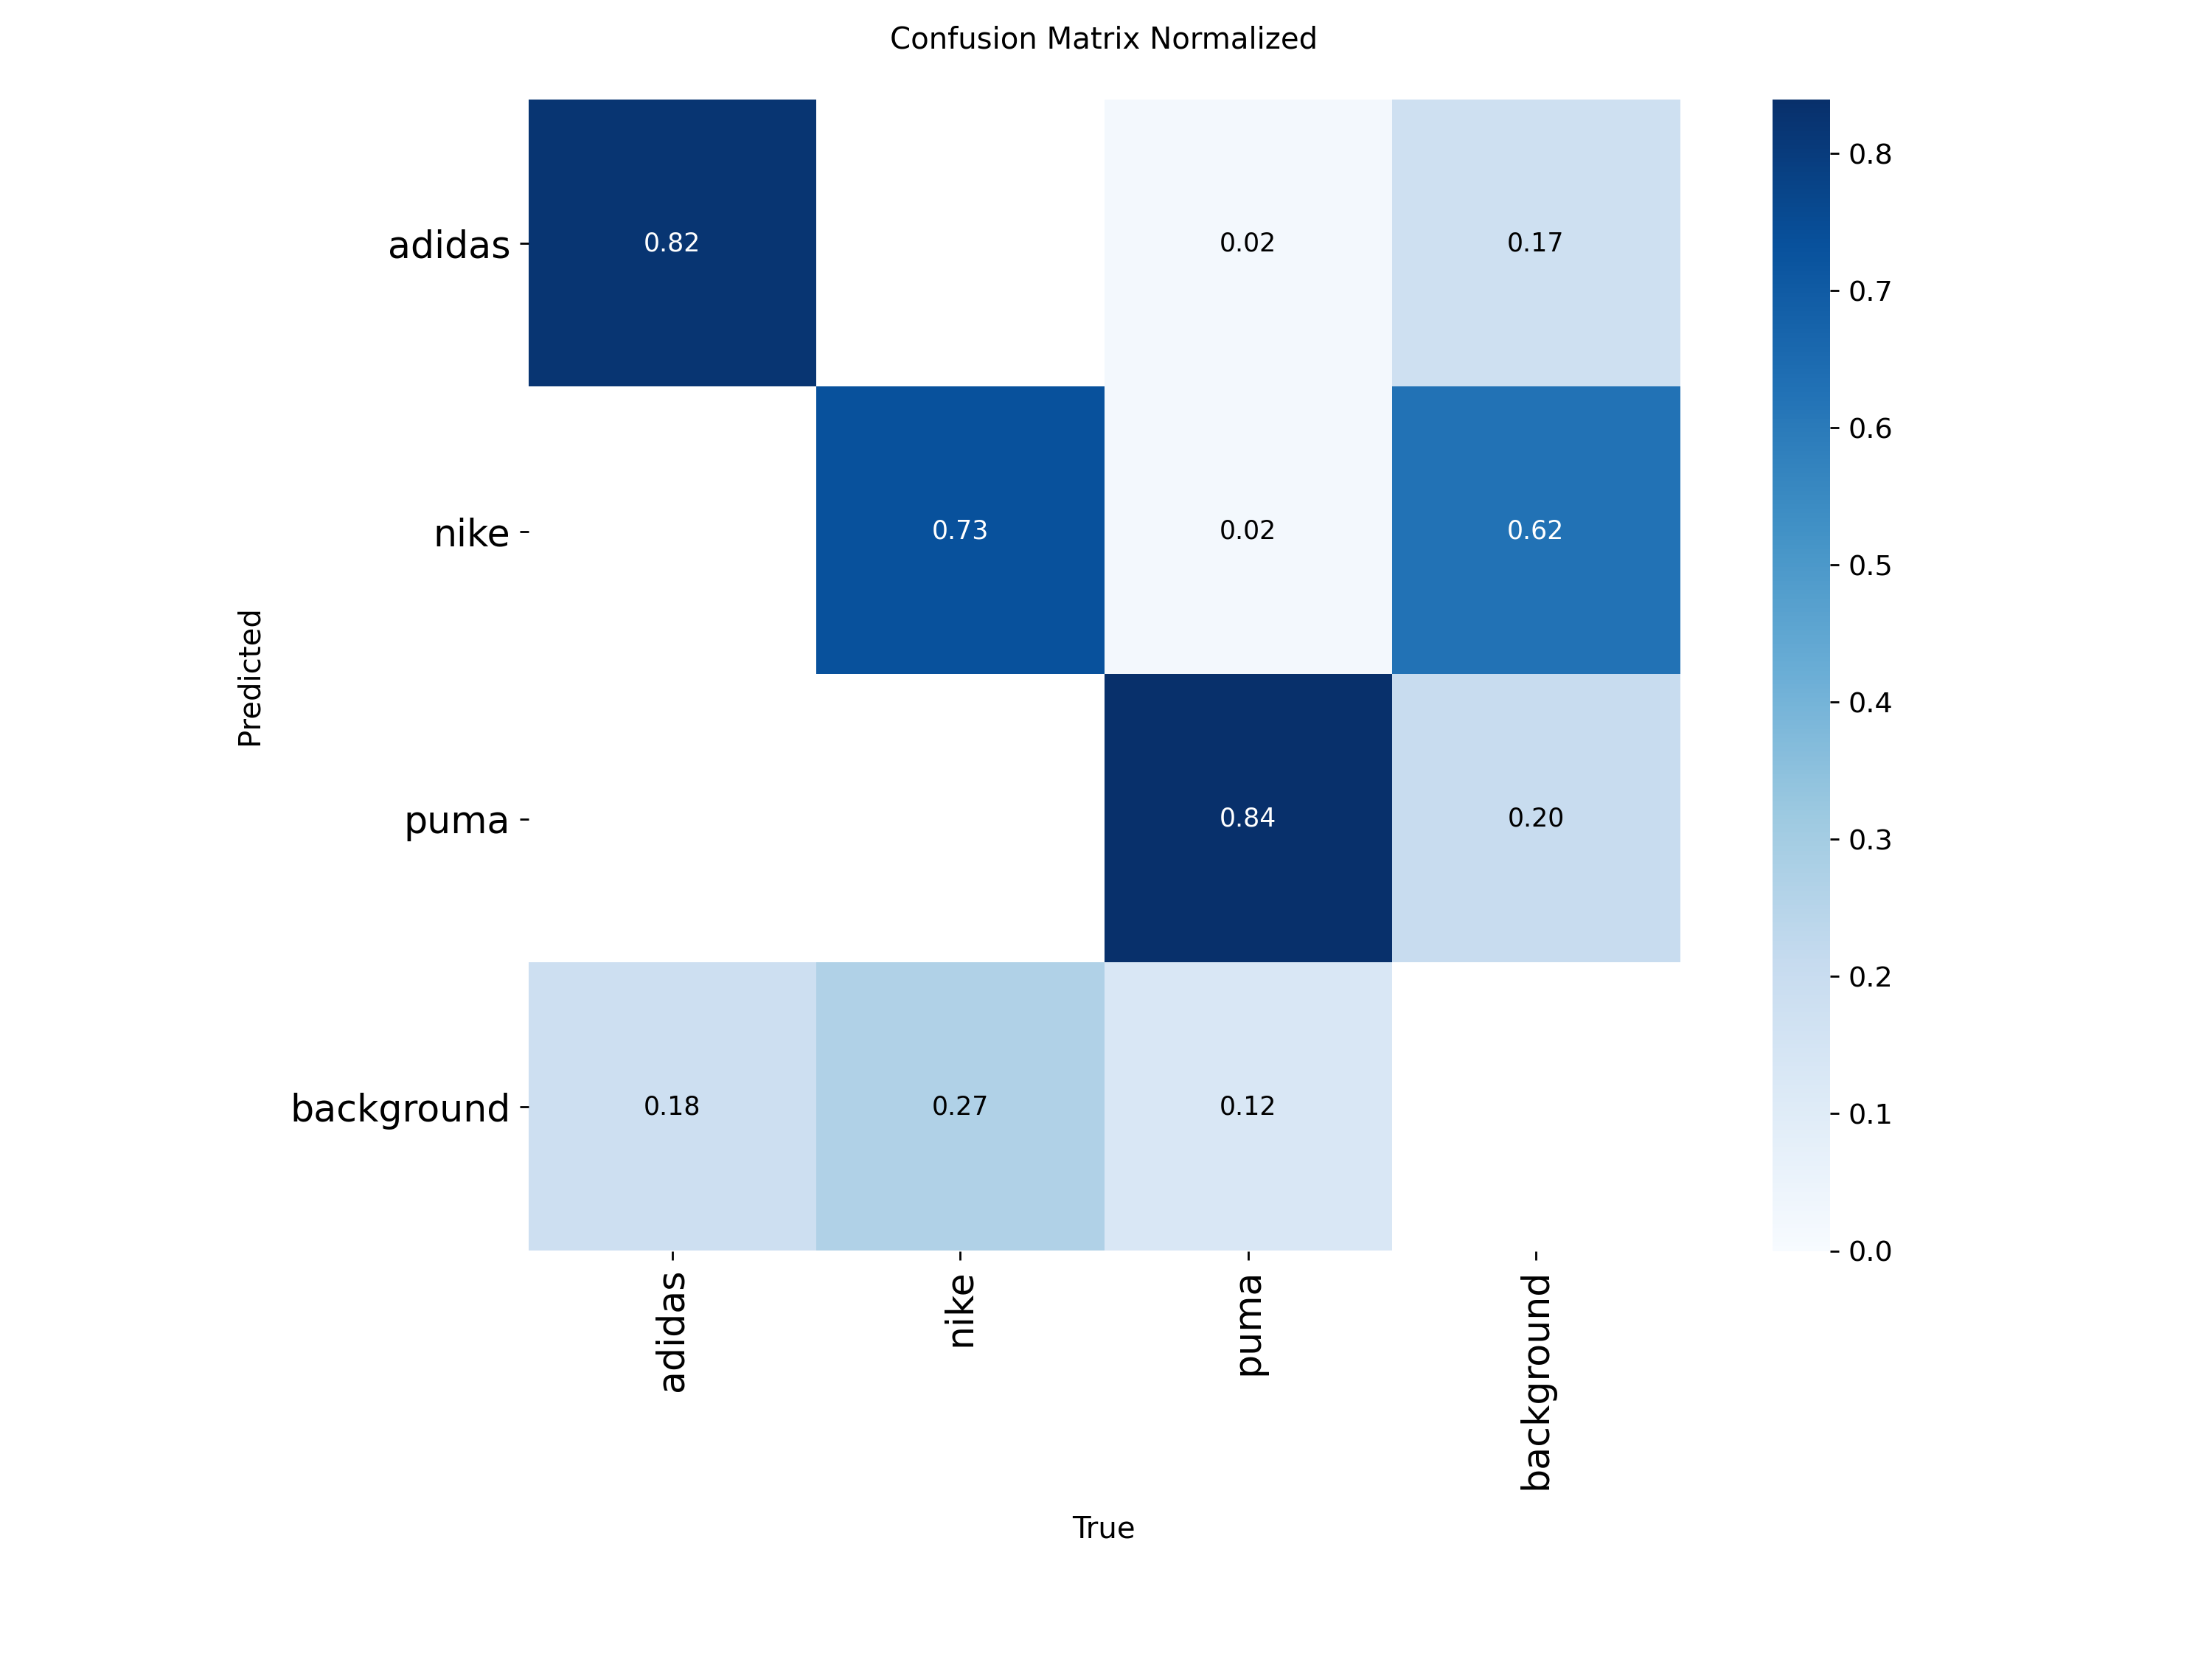 Confusion Matrix Normalized
adidas
0.82
0.02
0.17
nike
0.73
0.02
0.62
puma
0.84
0.20
background
0.18
0.27
0.12
adidas
nike
puma
background
Predicted
True
0.8
0.7
0.6
0.5
0.4
0.3
0.2
0.1
0.0